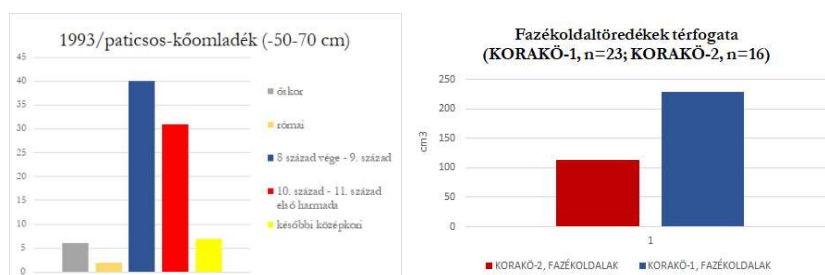 1993/paticsos-kőomladék (-50-70 cm)
45
40
35
30
25
20
15
10
5
0
őskor
római
8 század vége - 9. század
10. század - 11. század
első harmada
későbbi középkori
Fazékoldaltöredékek térfogata
(KORAKÖ-1, n=23; KORAKÖ-2, n=16)
250
200
150
100
50
0
cm3
1
KORAKÖ-2, FAZÉKOLDALAK
KORAKÖ-1, FAZÉKOLDALAK